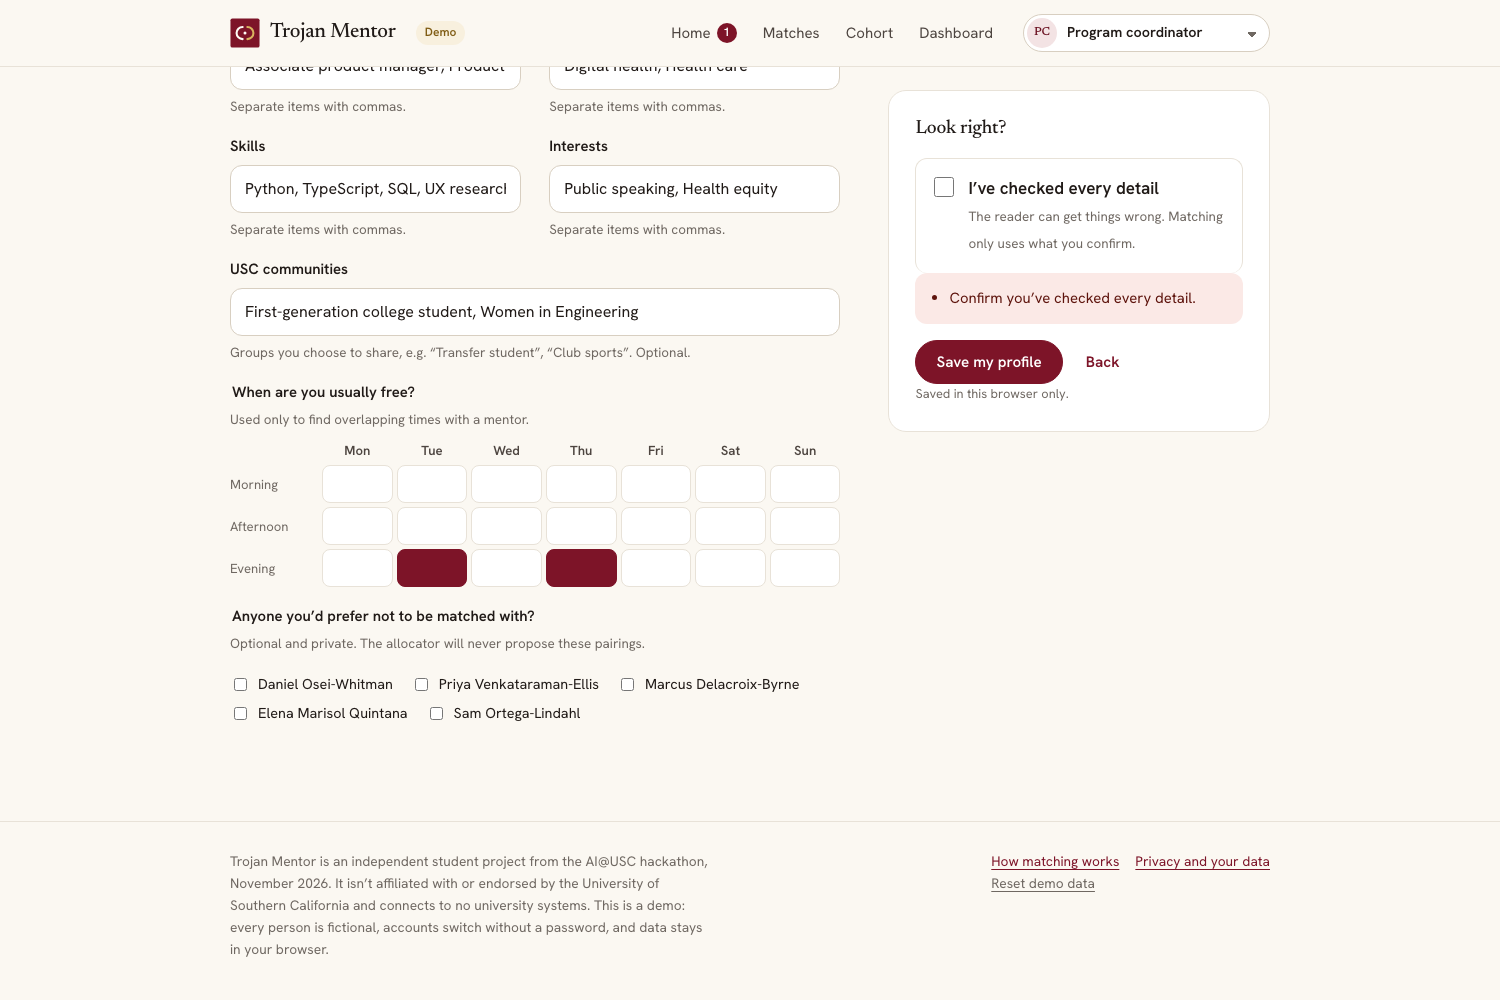 Trojan Mentor
Demo
Home 1
Matches
Cohort
Dashboard
PC
Program coordinator
Associate product manager, Product
Digital health, Health care
Separate items with commas.
Separate items with commas.
Skills
Interests
Python, TypeScript, SQL, UX research
Public speaking, Health equity
Separate items with commas.
Separate items with commas.
USC communities
First-generation college student, Women in Engineering
Groups you choose to share, e.g. “Transfer student”, “Club sports”. Optional.
When are you usually free?
Used only to find overlapping times with a mentor.
Mon Tue Wed Thu Fri Sat Sun
Morning
Afternoon
Evening
Anyone you’d prefer not to be matched with?
Optional and private. The allocator will never propose these pairings.
Daniel Osei-Whitman
Priya Venkataraman-Ellis
Marcus Delacroix-Byrne
Elena Marisol Quintana
Sam Ortega-Lindahl
Look right?
I’ve checked every detail
The reader can get things wrong. Matching
only uses what you confirm.
• Confirm you’ve checked every detail.
Save my profile
Back
Saved in this browser only.
Trojan Mentor is an independent student project from the AI@USC hackathon,
November 2026. It isn’t affiliated with or endorsed by the University of
Southern California and connects to no university systems. This is a demo:
every person is fictional, accounts switch without a password, and data stays
in your browser.
How matching works
Privacy and your data
Reset demo data